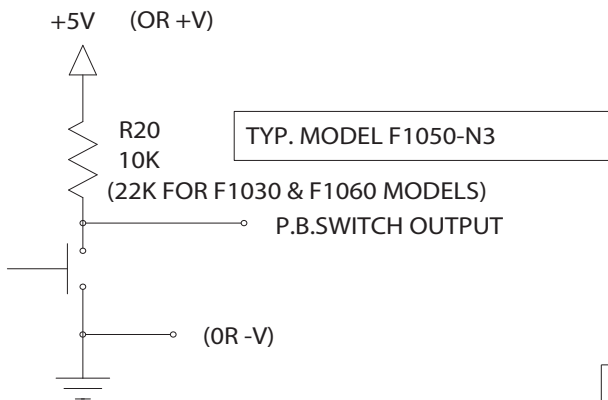 +5V (OR +V)
R20
10K
TYP. MODEL F1050-N3
(22K FOR F1030 & F1060 MODELS)
P.B.SWITCH OUTPUT
(0R -V)